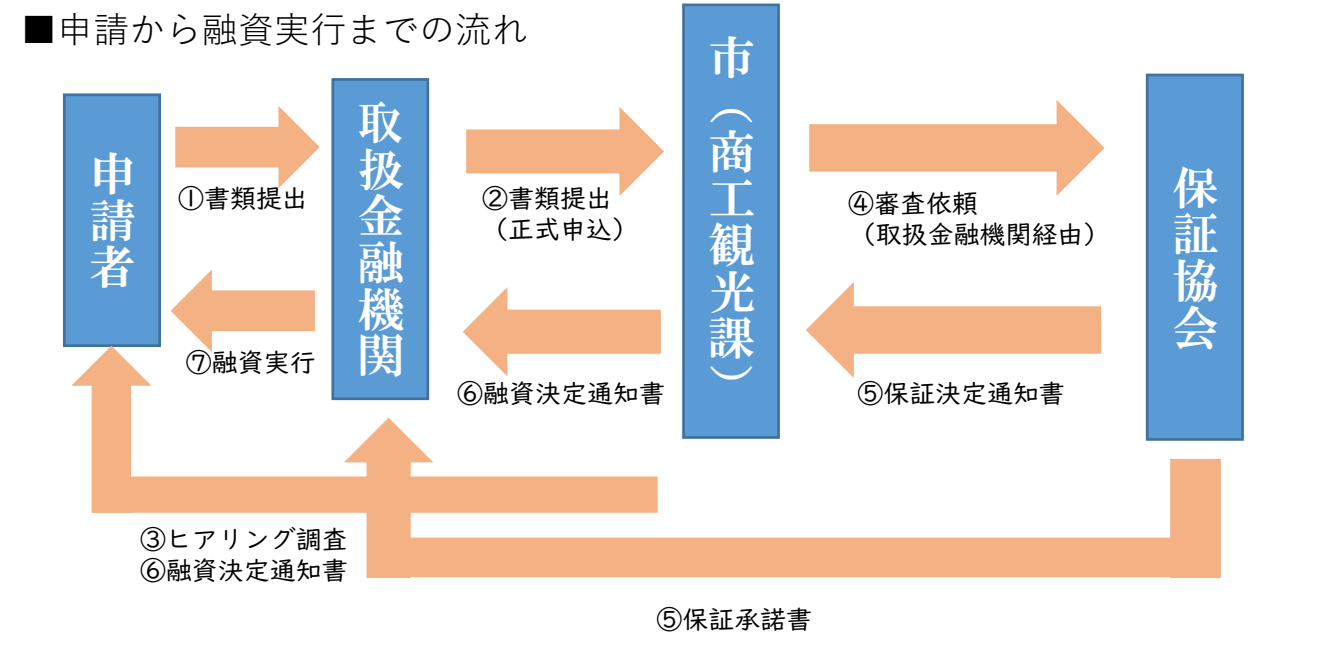 ■申請から融資実行までの流れ
申請者
取扱金融機関
市（商工観光課）
保証協会
①書類提出
②書類提出
（正式申込）
④審査依頼
（取扱金融機関経由）
⑦融資実行
⑥融資決定通知書
⑤保証決定通知書
③ヒアリング調査
⑥融資決定通知書
⑤保証承諾書